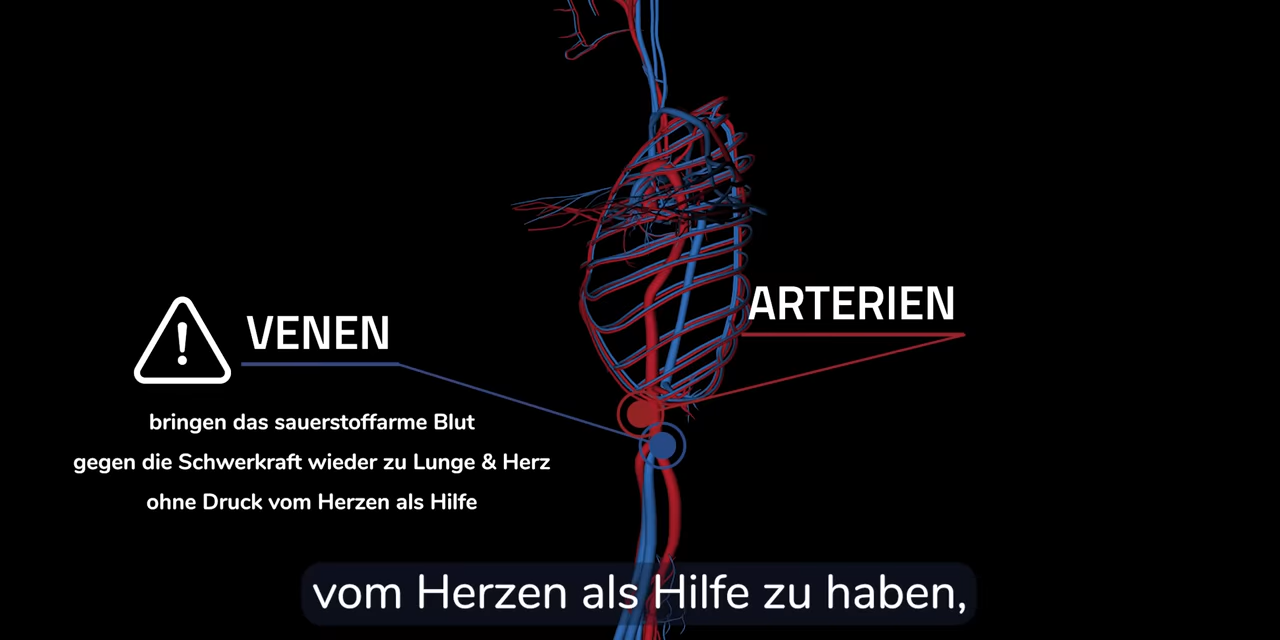 VENEN
ARTERIEN
bringen das sauerstoffarme Blut
gegen die Schwerkraft wieder zu Lunge & Herz
ohne Druck vom Herzen als Hilfe
vom Herzen als Hilfe zu haben,